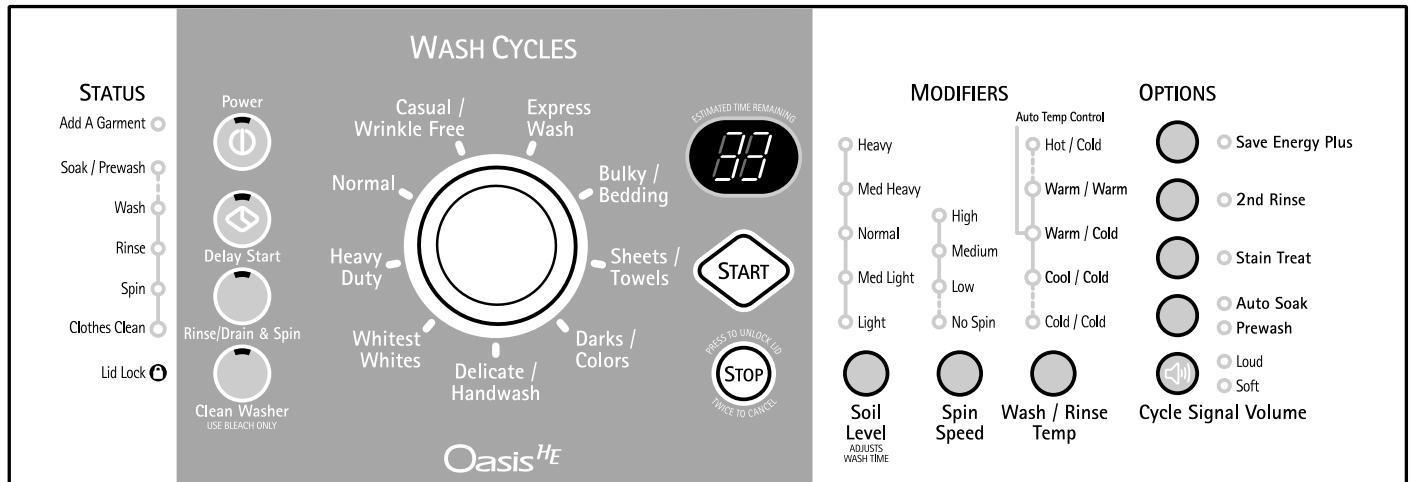 WASH CYCLES
STATUS
Add A Garment
Soak / Prewash
Wash
Rinse
Spin
Clothes Clean
Lid Lock
Power
Delay Start
Rinse/Drain & Spin
Clean Washer
USE BLEACH ONLY
Casual /
Wrinkle Free
Normal
Heavy
Duty
Whitest
Whites
Delicate /
Handwash
Express
Wash
Bulky /
Bedding
Sheets /
Towels
Darks /
Colors
Oasis HE
ESTIMATED TIME REMAINING
33
START
PRESS TO UNLOCK LID
STOP
TWICE TO CANCEL
MODIFIERS
Heavy
Med Heavy
Normal
Med Light
Light
Soil
Level
ADJUSTS
WASH TIME
High
Medium
Low
No Spin
Spin
Speed
Auto Temp Control
Hot / Cold
Warm / Warm
Warm / Cold
Cool / Cold
Cold / Cold
Wash / Rinse
Temp
OPTIONS
Save Energy Plus
2nd Rinse
Stain Treat
Auto Soak
Prewash
Loud
Soft
Cycle Signal Volume